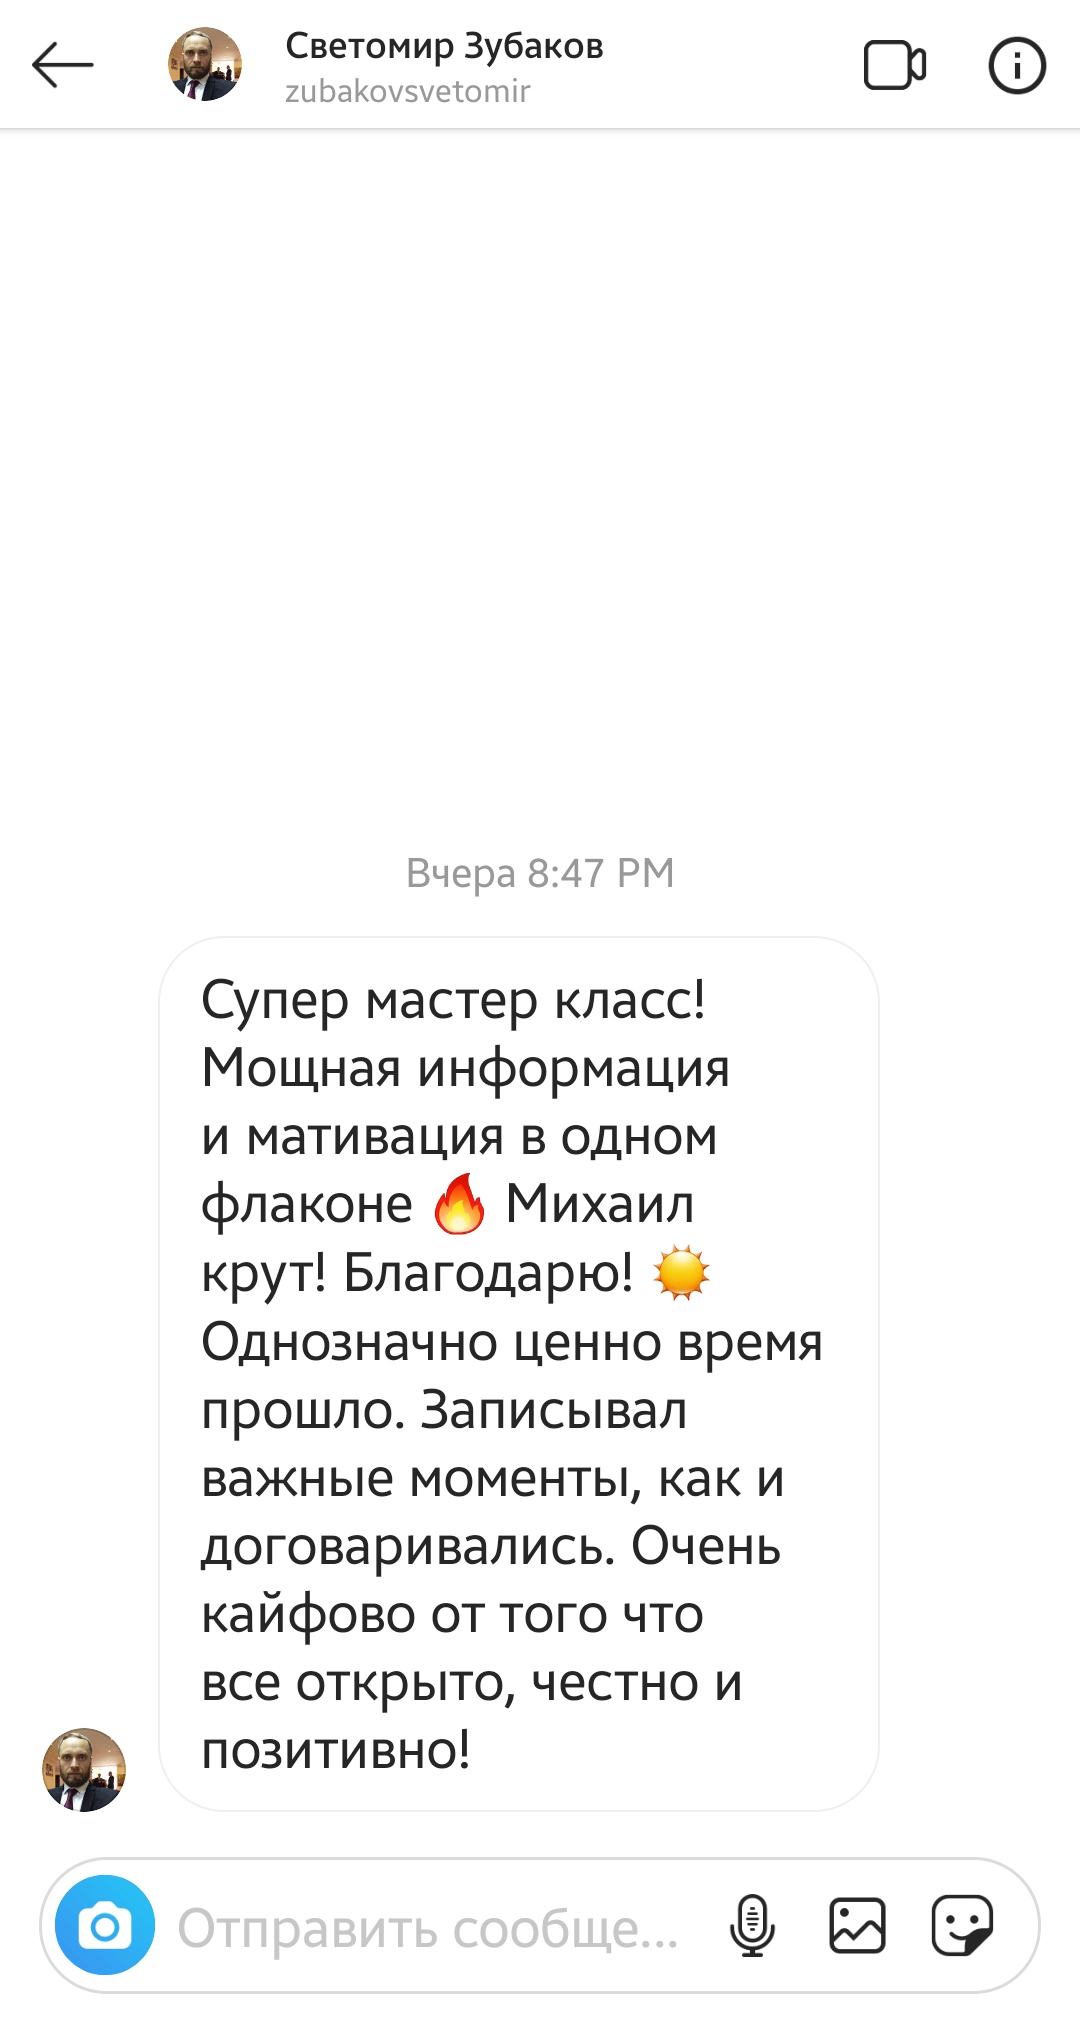 Светомир Зубаков
zubakovsvetomir
Вчера 8:47 PM
Супер мастер класс!
Мощная информация
и мативация в одном
флаконе 🔥 Михаил
крут! Благодарю! ☀️
Однозначно ценно время
прошло. Записывал
важные моменты, как и
договаривались. Очень
кайфово от того что
все открыто, честно и
позитивно!
Отправить сообще...